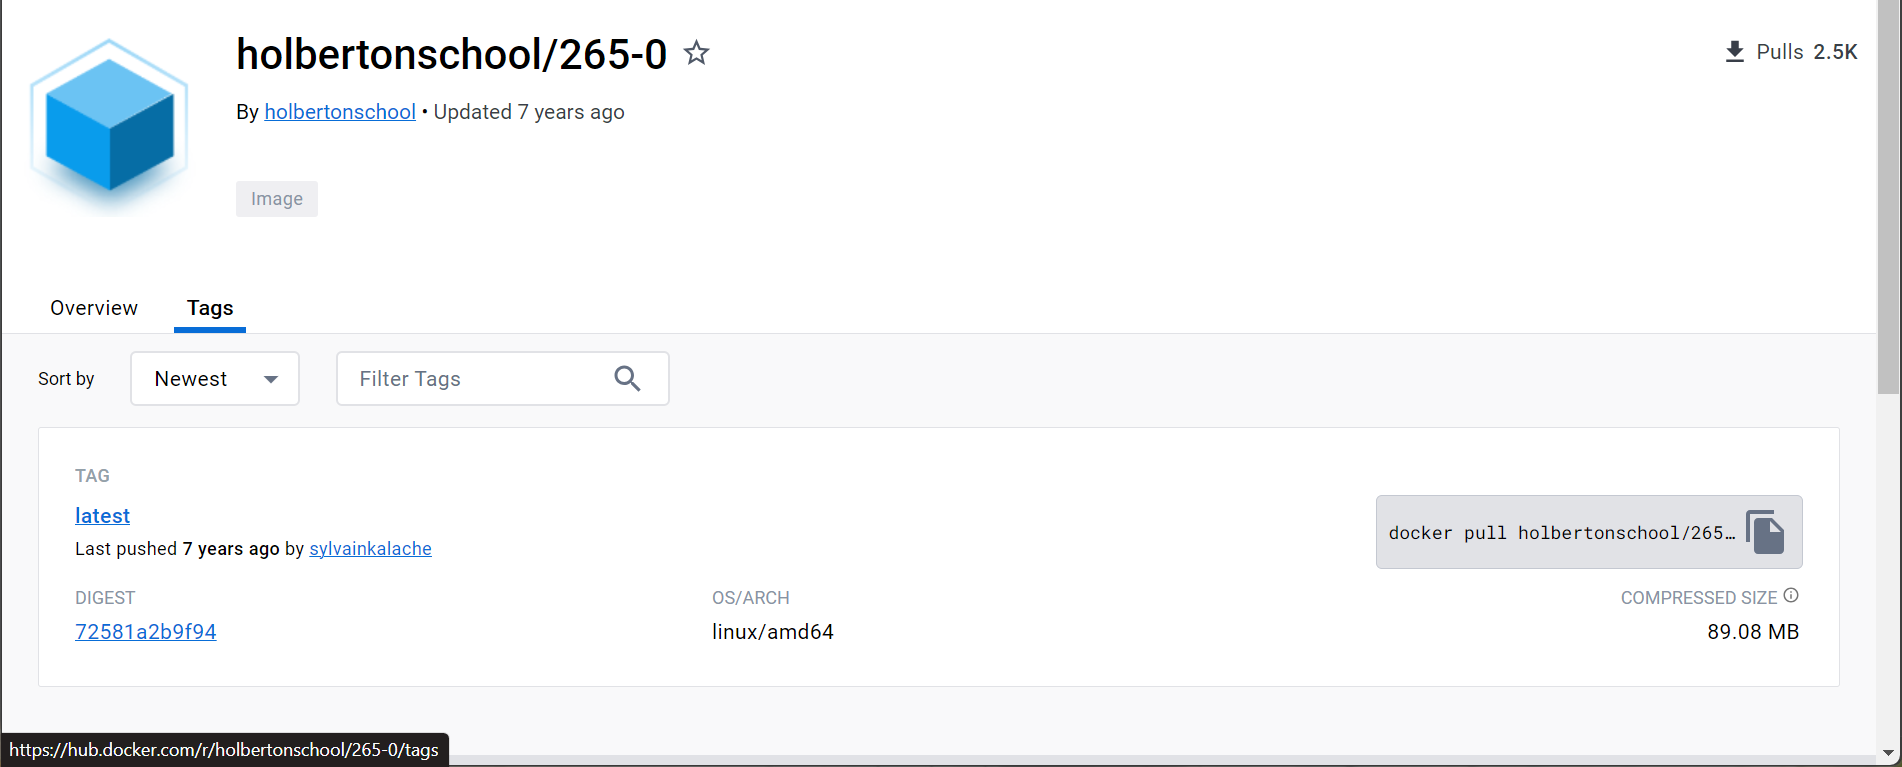 holbertonschool/265-0
Pulls 2.5K
By holbertonschool • Updated 7 years ago
Image
Overview
Tags
Sort by
Newest
Filter Tags
TAG
latest
docker pull holbertonschool/265…
Last pushed 7 years ago by sylvainkalache
DIGEST
OS/ARCH
COMPRESSED SIZE
72581a2b9f94
linux/amd64
89.08 MB
https://hub.docker.com/r/holbertonschool/265-0/tags